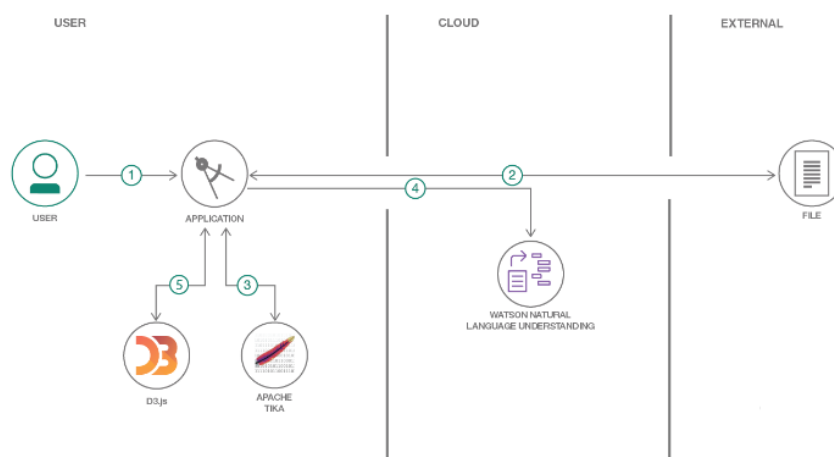 USER
CLOUD
EXTERNAL
1
2
4
USER
APPLICATION
FILE
5
3
WATSON NATURAL
LANGUAGE UNDERSTANDING
D3
D3.js
APACHE
TIKA